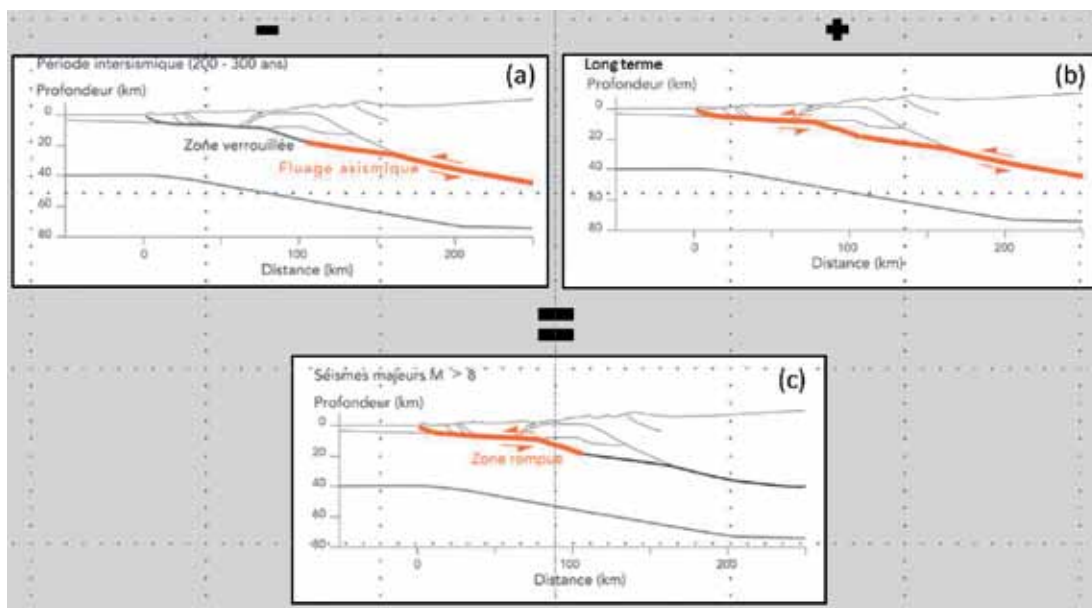 -
+
Période intersismique (200 - 300 ans)
(a)
Profondeur (km)
0
20
40
60
80
Zone verrouillée
Fluage asismique
0
100
200
Distance (km)
Long terme
(b)
Profondeur (km)
0
20
40
60
80
0
100
200
Distance (km)
=
Séismes majeurs M > 8
(c)
Profondeur (km)
0
20
40
60
80
Zone rompue
0
100
200
Distance (km)